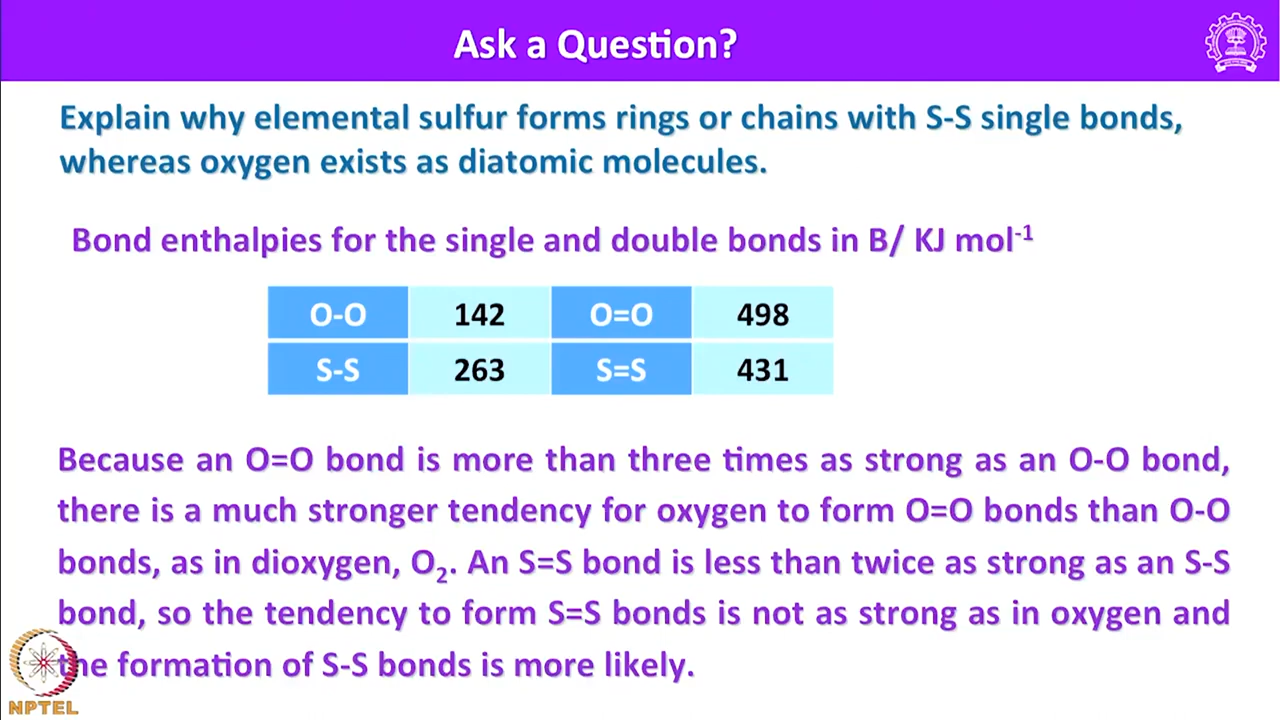 Ask a Question?
Explain why elemental sulfur forms rings or chains with S-S single bonds,
whereas oxygen exists as diatomic molecules.
Bond enthalpies for the single and double bonds in B/ KJ mol⁻¹
O-O 142 O=O 498
S-S 263 S=S 431
Because an O=O bond is more than three times as strong as an O-O bond,
there is a much stronger tendency for oxygen to form O=O bonds than O-O
bonds, as in dioxygen, O₂. An S=S bond is less than twice as strong as an S-S
bond, so the tendency to form S=S bonds is not as strong as in oxygen and
the formation of S-S bonds is more likely.
NPTEL